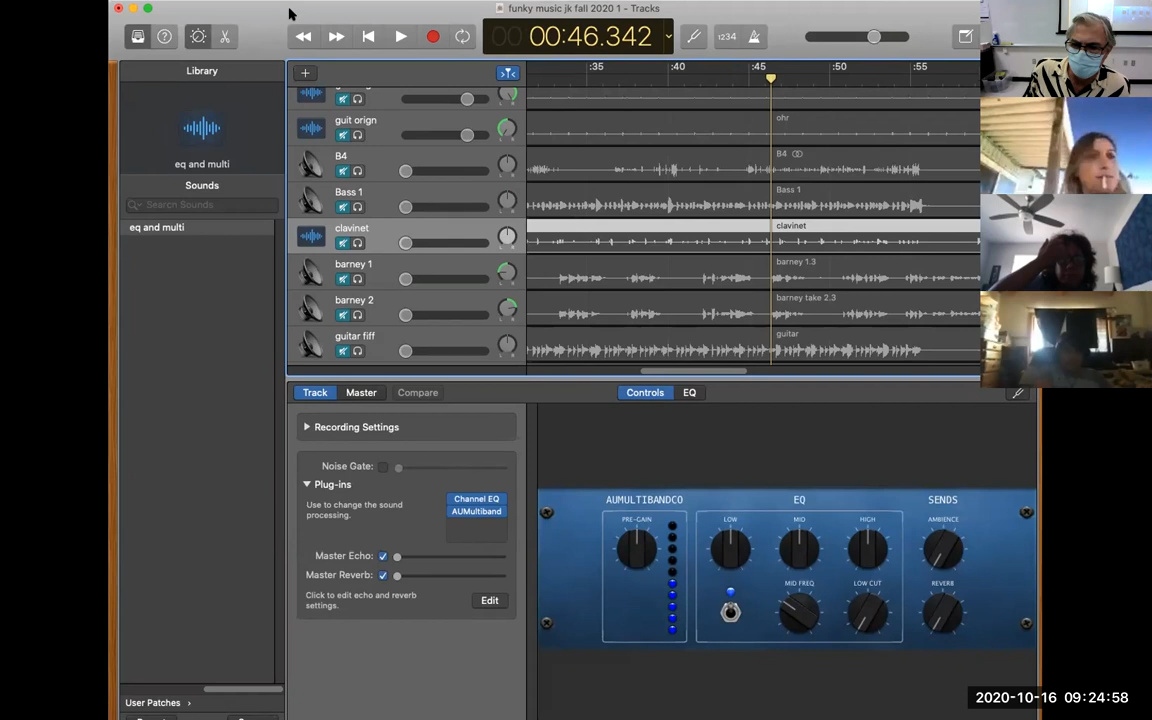 funky music jk fall 2020 1 - Tracks
00:46.342
1234
Library
eq and multi
Sounds
Search Sounds
eq and multi
User Patches
:35
:40
:45
:50
:55
guit orign
ohr
B4
B4
Bass 1
Bass 1
clavinet
clavinet
barney 1
barney 1.3
barney 2
barney take 2.3
guitar fiff
guitar
Track
Master
Compare
Controls
EQ
Recording Settings
Noise Gate:
Plug-ins
Use to change the sound
processing.
Channel EQ
AUMultiband
Master Echo:
Master Reverb:
Click to edit echo and reverb
settings.
Edit
AUMULTIBANDCO
EQ
SENDS
PRE-GAIN
LOW
MID
HIGH
AMBIENCE
MID FREQ
LOW CUT
REVERB
2020-10-16 09:24:58